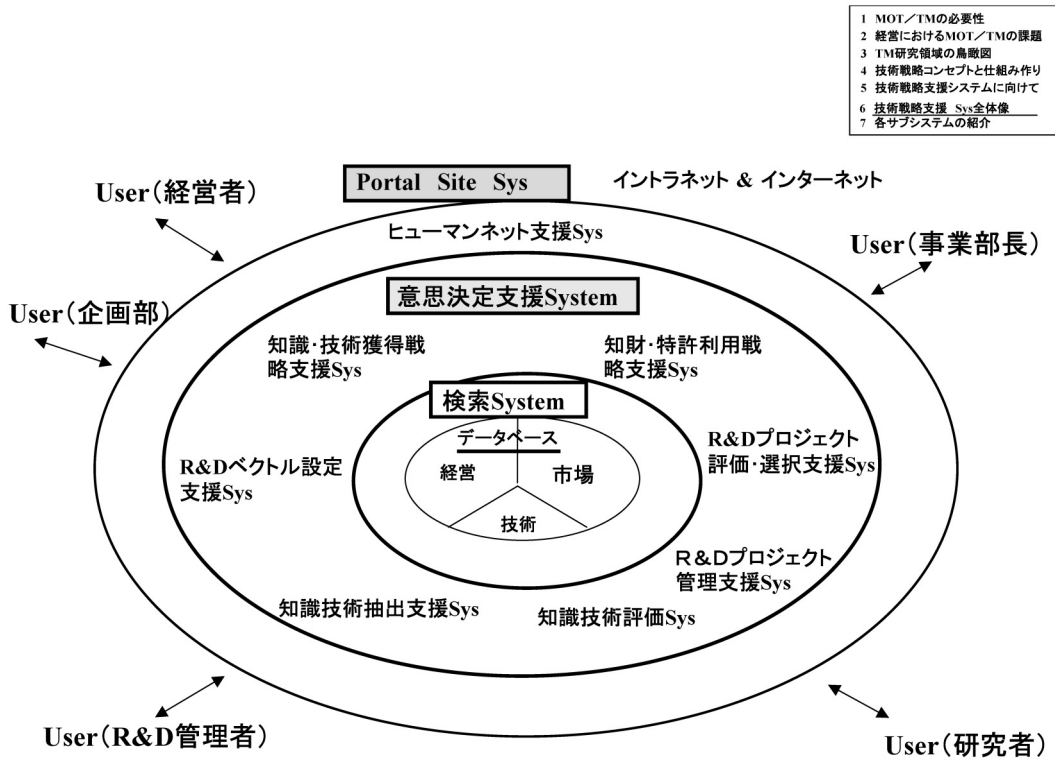 1 MOT／TMの必要性
2 経営におけるMOT／TMの課題
3 TM研究領域の鳥瞰図
4 技術戦略コンセプトと仕組み作り
5 技術戦略支援システムに向けて
6 技術戦略支援 Sys全体像
7 各サブシステムの紹介
Portal Site Sys
イントラネット & インターネット
User（経営者）
ヒューマンネット支援Sys
User（事業部長）
意思決定支援System
User（企画部）
知識・技術獲得戦
略支援Sys
知財・特許利用戦
略支援Sys
検索System
データベース
経営
市場
技術
R&Dベクトル設定
支援Sys
R&Dプロジェクト
評価・選択支援Sys
R＆Dプロジェクト
管理支援Sys
知識技術抽出支援Sys
知識技術評価Sys
User（R&D管理者）
User（研究者）